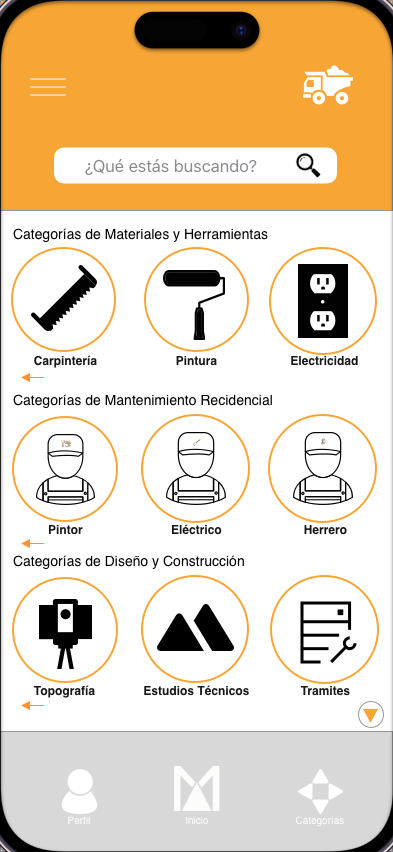 ¿Qué estás buscando?
Categorías de Materiales y Herramientas
Carpintería Pintura Electricidad
Categorías de Mantenimiento Recidencial
Pintor Eléctrico Herrero
Categorías de Diseño y Construcción
Topografía Estudios Técnicos Tramites
Perfil Inicio Categorías